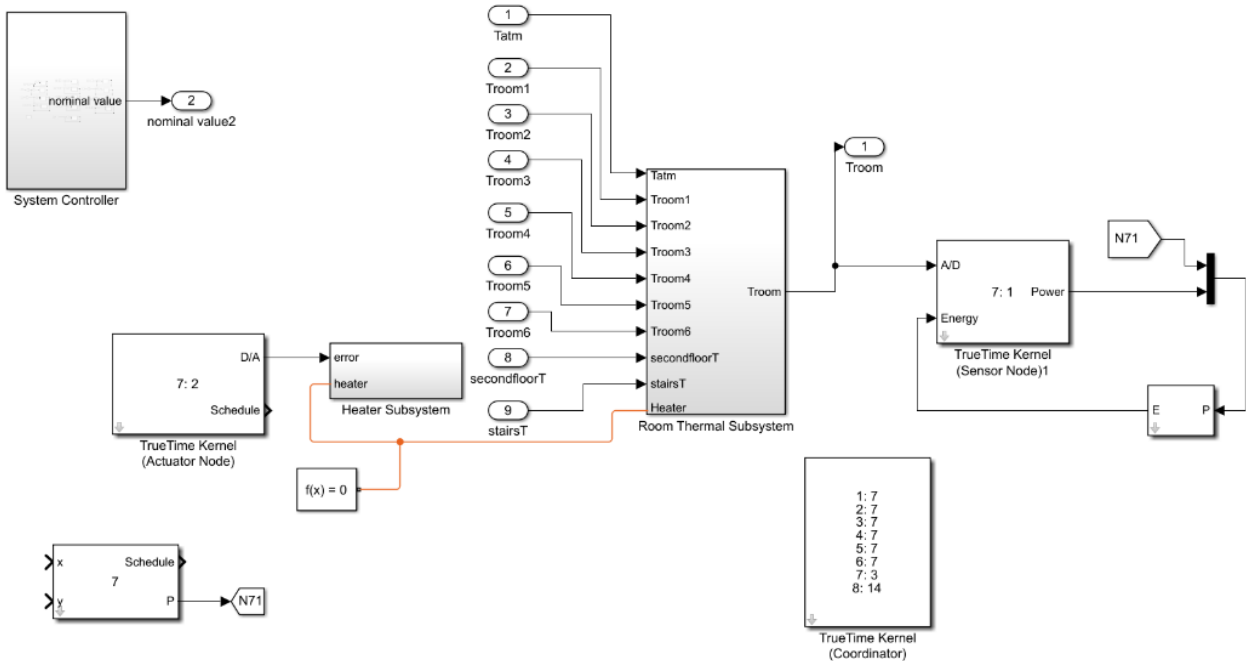 nominal value
System Controller
2
nominal value2
1
Tatm
2
Troom1
3
Troom2
4
Troom3
5
Troom4
6
Troom5
7
Troom6
8
secondfloorT
9
stairsT
Tatm
Troom1
Troom2
Troom3
Troom4
Troom5
Troom6
secondfloorT
stairsT
Heater
Troom
Room Thermal Subsystem
1
Troom
A/D
7: 1
Power
Energy
TrueTime Kernel
(Sensor Node)1
N71
E
P
D/A
7: 2
Schedule
TrueTime Kernel
(Actuator Node)
error
heater
Heater Subsystem
f(x) = 0
x
Schedule
7
y
P
N71
1: 7
2: 7
3: 7
4: 7
5: 7
6: 7
7: 3
8: 14
TrueTime Kernel
(Coordinator)